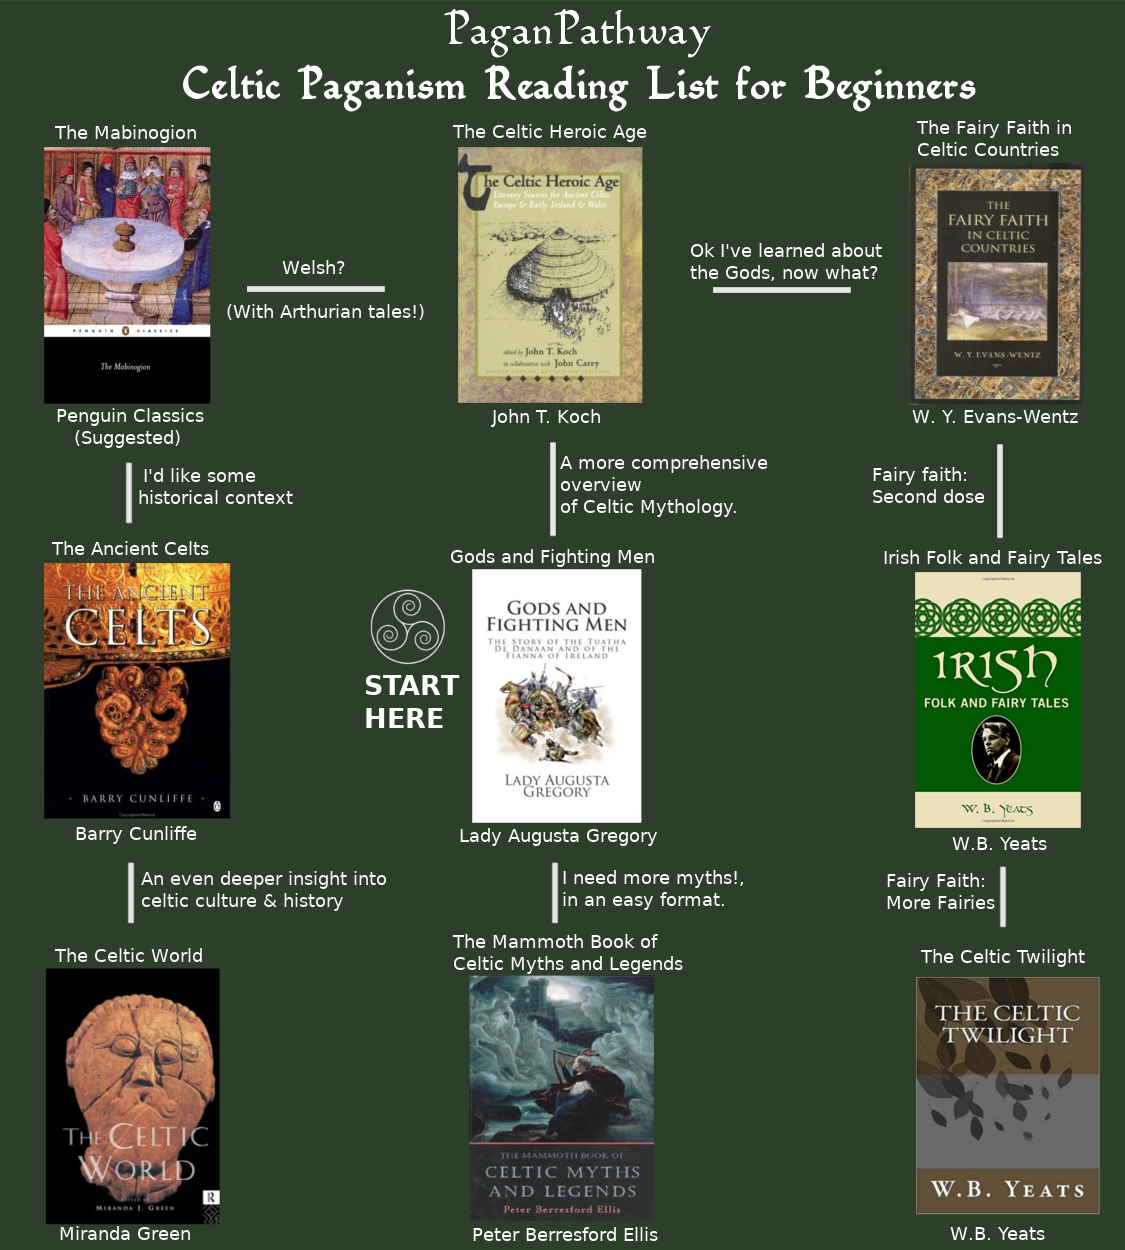 PaganPathway
Celtic Paganism Reading List for Beginners
The Mabinogion
PENGUIN CLASSICS
The Mabinogion
Penguin Classics
(Suggested)
Welsh?
(With Arthurian tales!)
The Celtic Heroic Age
The Celtic Heroic Age
Literary Sources for Ancient Celtic
Europe & Early Ireland & Wales
edited by John T. Koch
in collaboration with John Carey
John T. Koch
Ok I've learned about
the Gods, now what?
The Fairy Faith in
Celtic Countries
THE
FAIRY FAITH
IN CELTIC
COUNTRIES
W. Y. EVANS-WENTZ
W. Y. Evans-Wentz
I'd like some
historical context
A more comprehensive
overview
of Celtic Mythology.
Fairy faith:
Second dose
The Ancient Celts
THE ANCIENT
CELTS
BARRY CUNLIFFE
Barry Cunliffe
START
HERE
Gods and Fighting Men
GODS AND
FIGHTING MEN
THE STORY OF THE TUATHA
DE DANAAN AND OF THE
FIANNA OF IRELAND
LADY AUGUSTA
GREGORY
Lady Augusta Gregory
Irish Folk and Fairy Tales
Copyrighted Material
IRISH
FOLK AND FAIRY TALES
W. B. YEATS
Copyrighted Material
W.B. Yeats
An even deeper insight into
celtic culture & history
I need more myths!,
in an easy format.
Fairy Faith:
More Fairies
The Celtic World
THE CELTIC
WORLD
EDITED BY
MIRANDA J. GREEN
R
Miranda Green
The Mammoth Book of
Celtic Myths and Legends
THE MAMMOTH BOOK OF
CELTIC MYTHS
AND LEGENDS
Peter Berresford Ellis
Peter Berresford Ellis
The Celtic Twilight
THE CELTIC
TWILIGHT
W.B. YEATS
W.B. Yeats